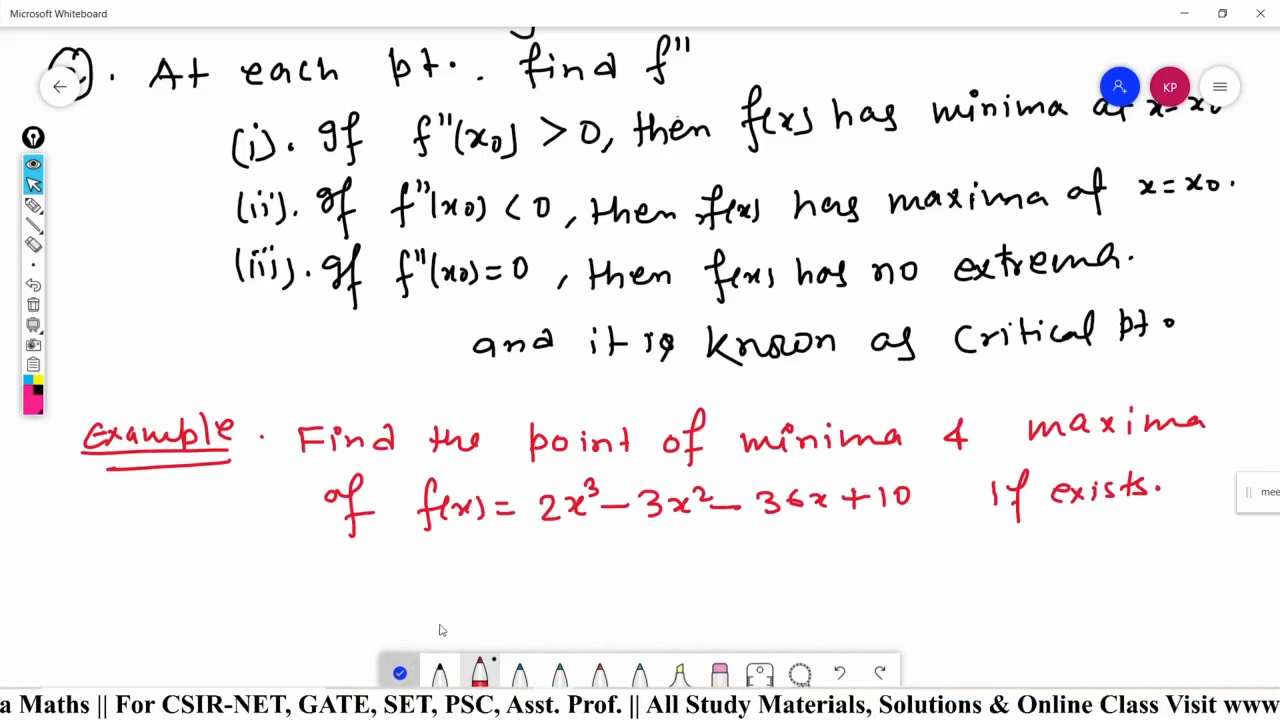 Microsoft Whiteboard
②. At each pt. find f''
KP
(i). If f''(x0) > 0, then f(x) has minima at x = x0
(ii). If f''(x0) < 0, then f(x) has maxima at x = x0.
(iii). If f''(x0) = 0, then f(x) has no extrema.
and it is known as critical pt.
Example. Find the point of minima & maxima
of f(x) = 2x³ – 3x² – 36x + 10 if exists.
mee
a Maths || For CSIR-NET, GATE, SET, PSC, Asst. Prof. || All Study Materials, Solutions & Online Class Visit www